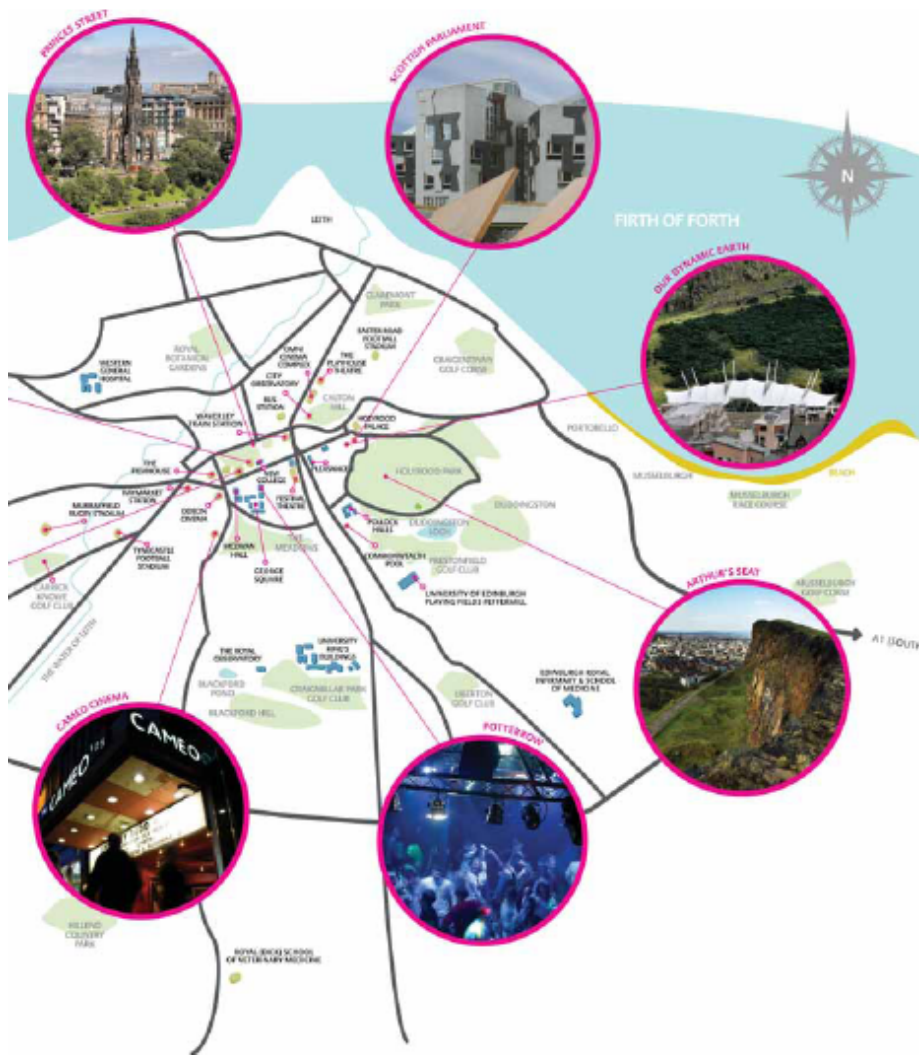 PRINCES STREET
SCOTTISH PARLIAMENT
N
FIRTH OF FORTH
LEITH
OUR DYNAMIC EARTH
CLAREMONT
PARK
EASTER ROAD
FOOTBALL
STADIUM
ROYAL
BOTANIC
GARDENS
OMNI
CINEMA
COMPLEX
THE
PLAYHOUSE
THEATRE
WESTERN
GENERAL
HOSPITAL
CITY
OBSERVATORY
CRAIGENTINNY
GOLF CORSE
BUS
STATION
CALTON
HILL
WAVERLEY
TRAIN STATION
HOLYROOD
PALACE
PORTOBELLO
THE
NEW
COLLEGE
PLEASANCE
HOLYROOD PARK
MUSSELBURGH
BEACH
HAYMARKET
STATION
MUSSELBURGH
RACE COURSE
ODEON
CINEMA
FESTIVAL
THEATRE
MURRAYFIELD
RUGBY STADIUM
DUDDINGSTON
POLLOCK
HALLS
DUDDINGSTON
LOCH
TYNECASTLE
FOOTBALL
STADIUM
MCEWAN
HALL
THE
MEADOWS
COMMONWEALTH
POOL
PRESTONFIELD
GOLF CLUB
GEORGE
SQUARE
CARRICK
KNOWE
GOLF CLUB
UNIVERSITY OF EDINBURGH
PLAYING FIELDS PEFFERMILL
ARTHUR'S SEAT
MUSSELBURGH
GOLF CORSE
THE WATER OF LEITH
A1 (SOUTH
THE ROYAL
OBSERVATORY
UNIVERSITY
KING'S
BUILDINGS
BLACKFORD
POND
CRAIGMILLAR PARK
GOLF CLUB
BLACKFORD HILL
LIBERTON
GOLF CLUB
EDINBURGH ROYAL
INFIRMARY & SCHOOL
OF MEDICINE
CAMEO CINEMA
POTTERROW
CAMEO
CAMEO
HILLEND
COUNTRY
PARK
ROYAL (DICK) SCHOOL
OF VETERINARY MEDICINE